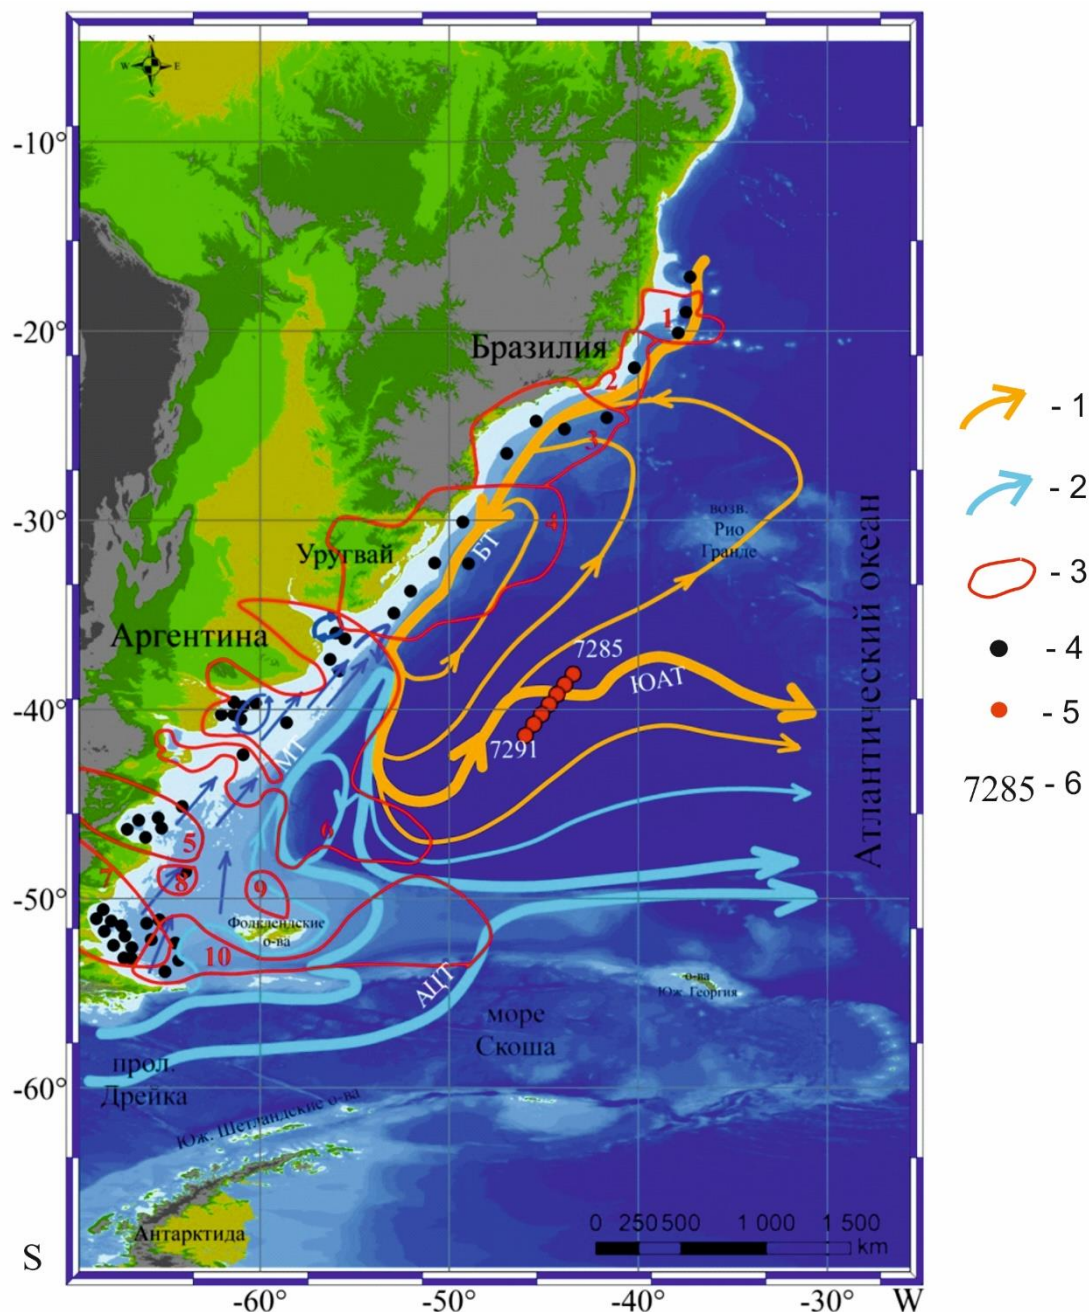 N
W E
S
-10°
-20°
-30°
-40°
-50°
-60°
Бразилия
1
2
3
4
БТ
возв.
Рио
Гранде
Уругвай
Аргентина
Атлантический океан
7285
ЮАТ
7291
МТ
5
6
7
8
9
10
Фолклендские
о-ва
АЦТ
о-ва
Юж. Георгия
море
Скоша
прол.
Дрейка
Юж. Шетландские о-ва
Антарктида
0 250 500 1 000 1 500
km
S
-60° -50° -40° -30° W
- 1
- 2
- 3
- 4
- 5
7285 - 6